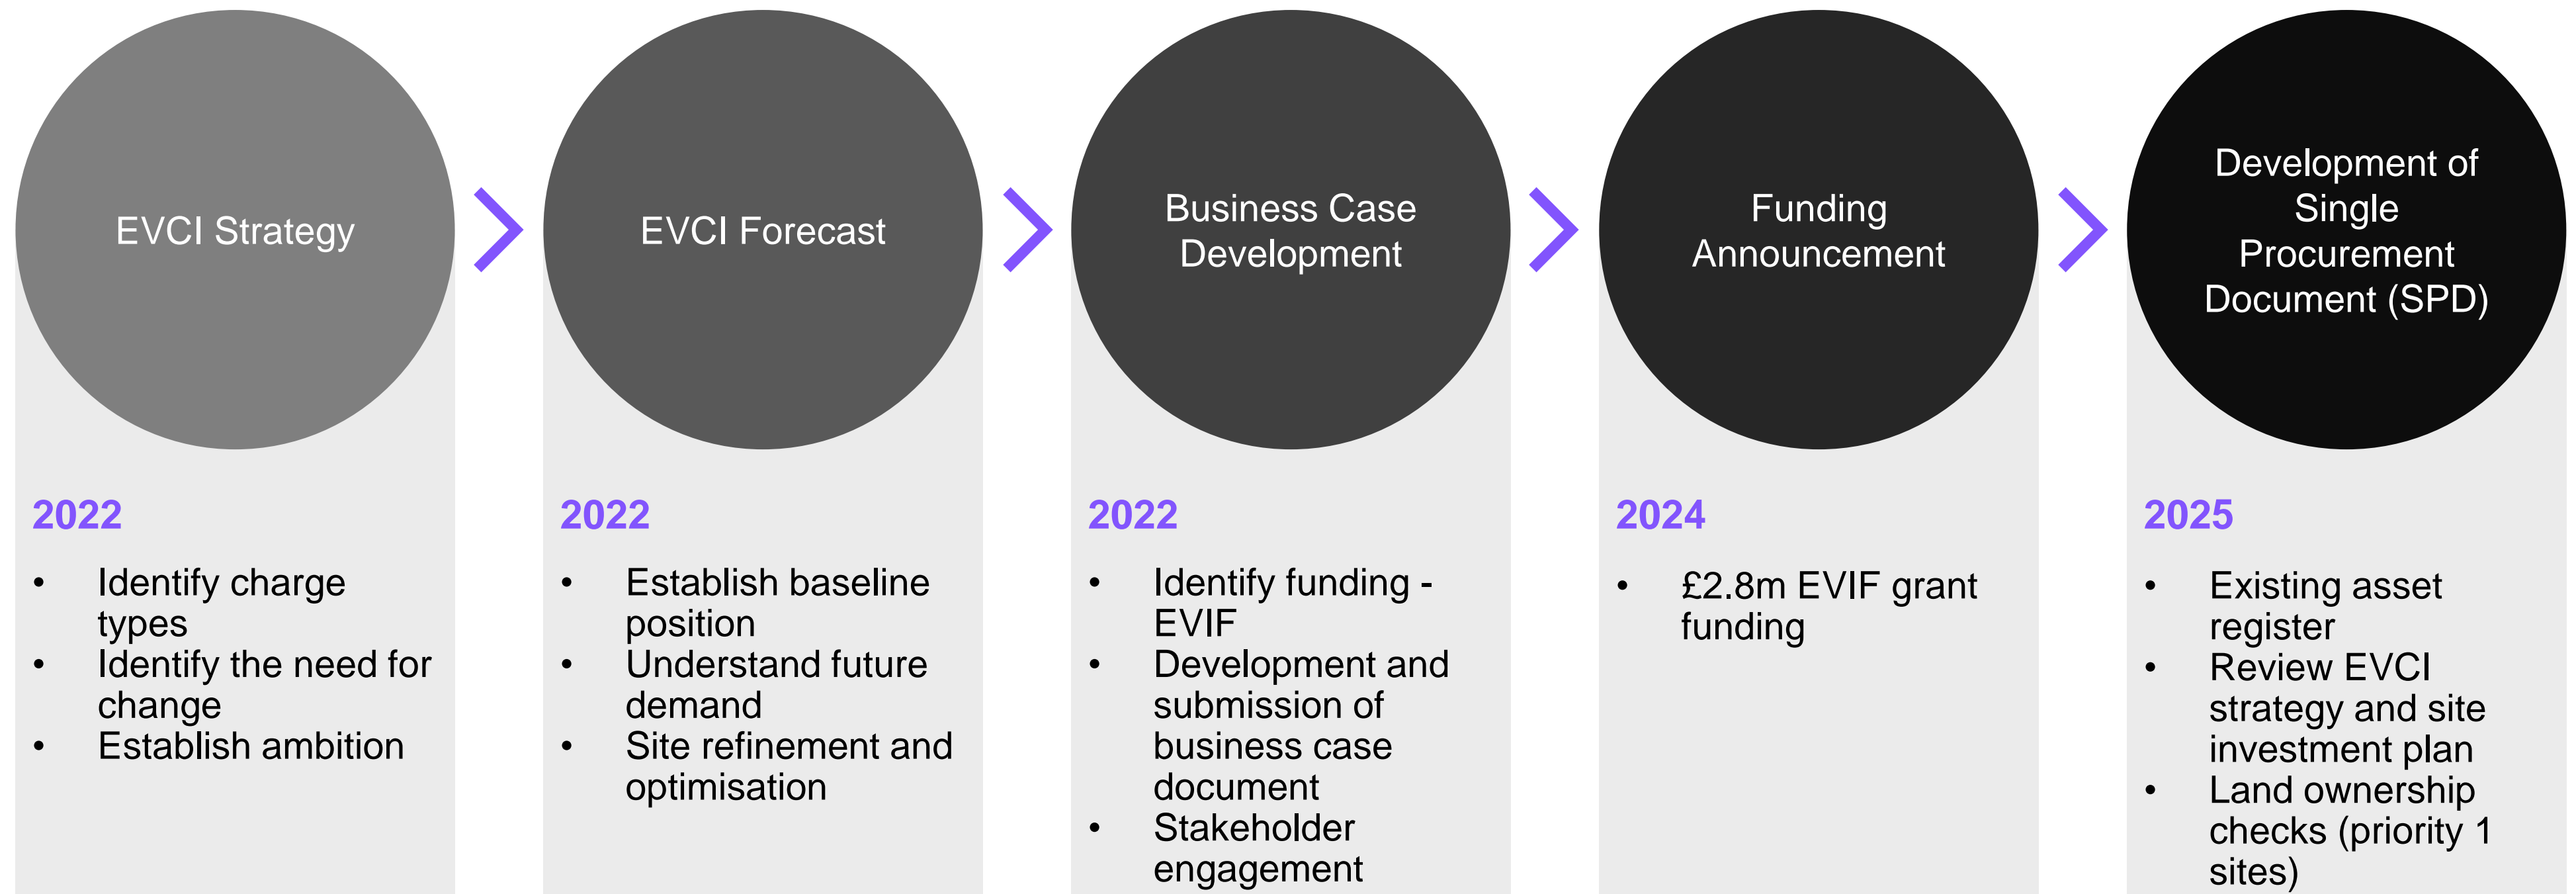 EVCI Strategy
EVCI Forecast
Business Case
Development
Funding
Announcement
Development of
Single
Procurement
Document (SPD)
2022
• Identify charge
types
• Identify the need for
change
• Establish ambition
2022
• Establish baseline
position
• Understand future
demand
• Site refinement and
optimisation
2022
• Identify funding -
EVIF
• Development and
submission of
business case
document
• Stakeholder
engagement
2024
• £2.8m EVIF grant
funding
2025
• Existing asset
register
• Review EVCI
strategy and site
investment plan
• Land ownership
checks (priority 1
sites)